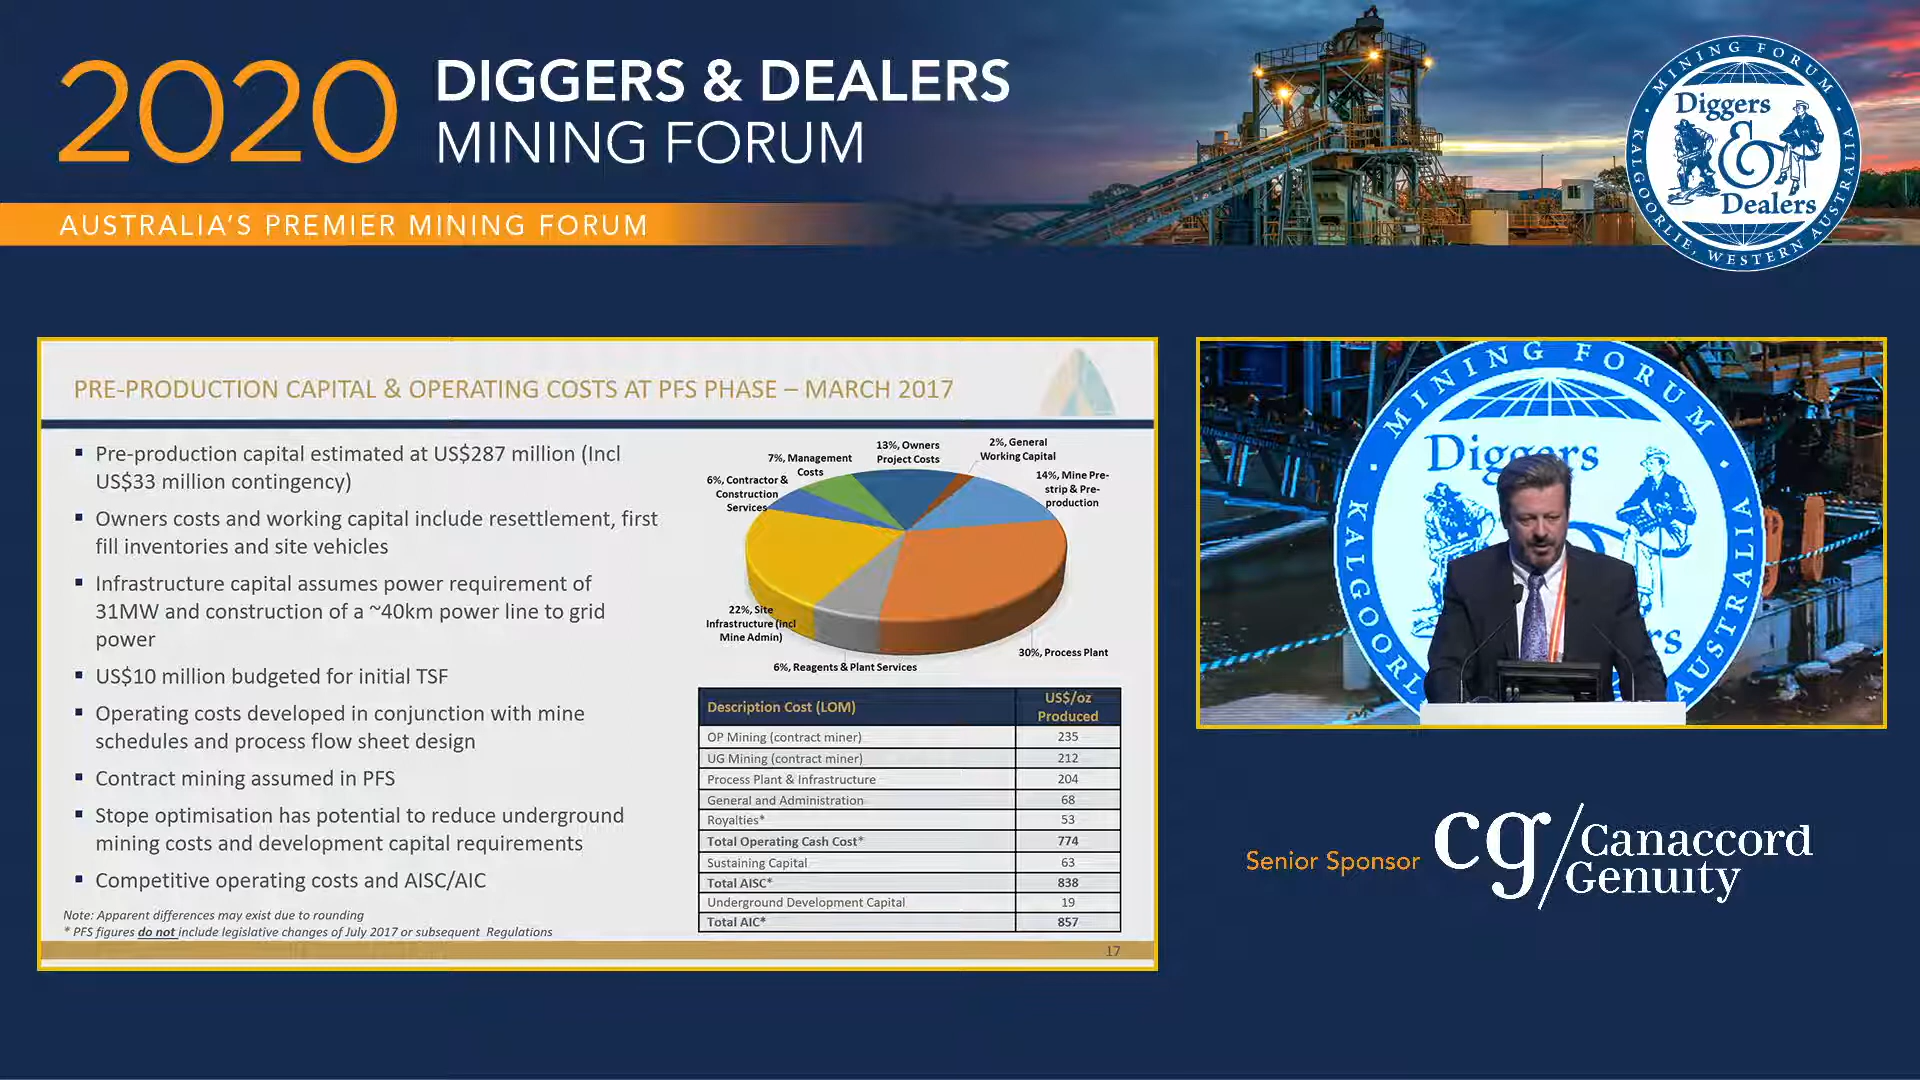 2020
DIGGERS & DEALERS
MINING FORUM
AUSTRALIA'S PREMIER MINING FORUM
MINING FORUM
Diggers
&
Dealers
KALGOORLIE, WESTERN AUSTRALIA
PRE-PRODUCTION CAPITAL & OPERATING COSTS AT PFS PHASE – MARCH 2017
▪ Pre-production capital estimated at US$287 million (Incl
US$33 million contingency)
▪ Owners costs and working capital include resettlement, first
fill inventories and site vehicles
▪ Infrastructure capital assumes power requirement of
31MW and construction of a ~40km power line to grid
power
▪ US$10 million budgeted for initial TSF
▪ Operating costs developed in conjunction with mine
schedules and process flow sheet design
▪ Contract mining assumed in PFS
▪ Stope optimisation has potential to reduce underground
mining costs and development capital requirements
▪ Competitive operating costs and AISC/AIC
Note: Apparent differences may exist due to rounding
* PFS figures do not include legislative changes of July 2017 or subsequent Regulations
13%, Owners
Project Costs
2%, General
Working Capital
7%, Management
Costs
14%, Mine Pre-
strip & Pre-
production
6%, Contractor &
Construction
Services
22%, Site
Infrastructure (incl
Mine Admin)
30%, Process Plant
6%, Reagents & Plant Services
Description Cost (LOM) US$/oz
Produced
OP Mining (contract miner) 235
UG Mining (contract miner) 212
Process Plant & Infrastructure 204
General and Administration 68
Royalties* 53
Total Operating Cash Cost* 774
Sustaining Capital 63
Total AISC* 838
Underground Development Capital 19
Total AIC* 857
17
MINING FORUM
Diggers
KALGOORL
AUSTRALIA
rs
Senior Sponsor
cg/Canaccord
Genuity